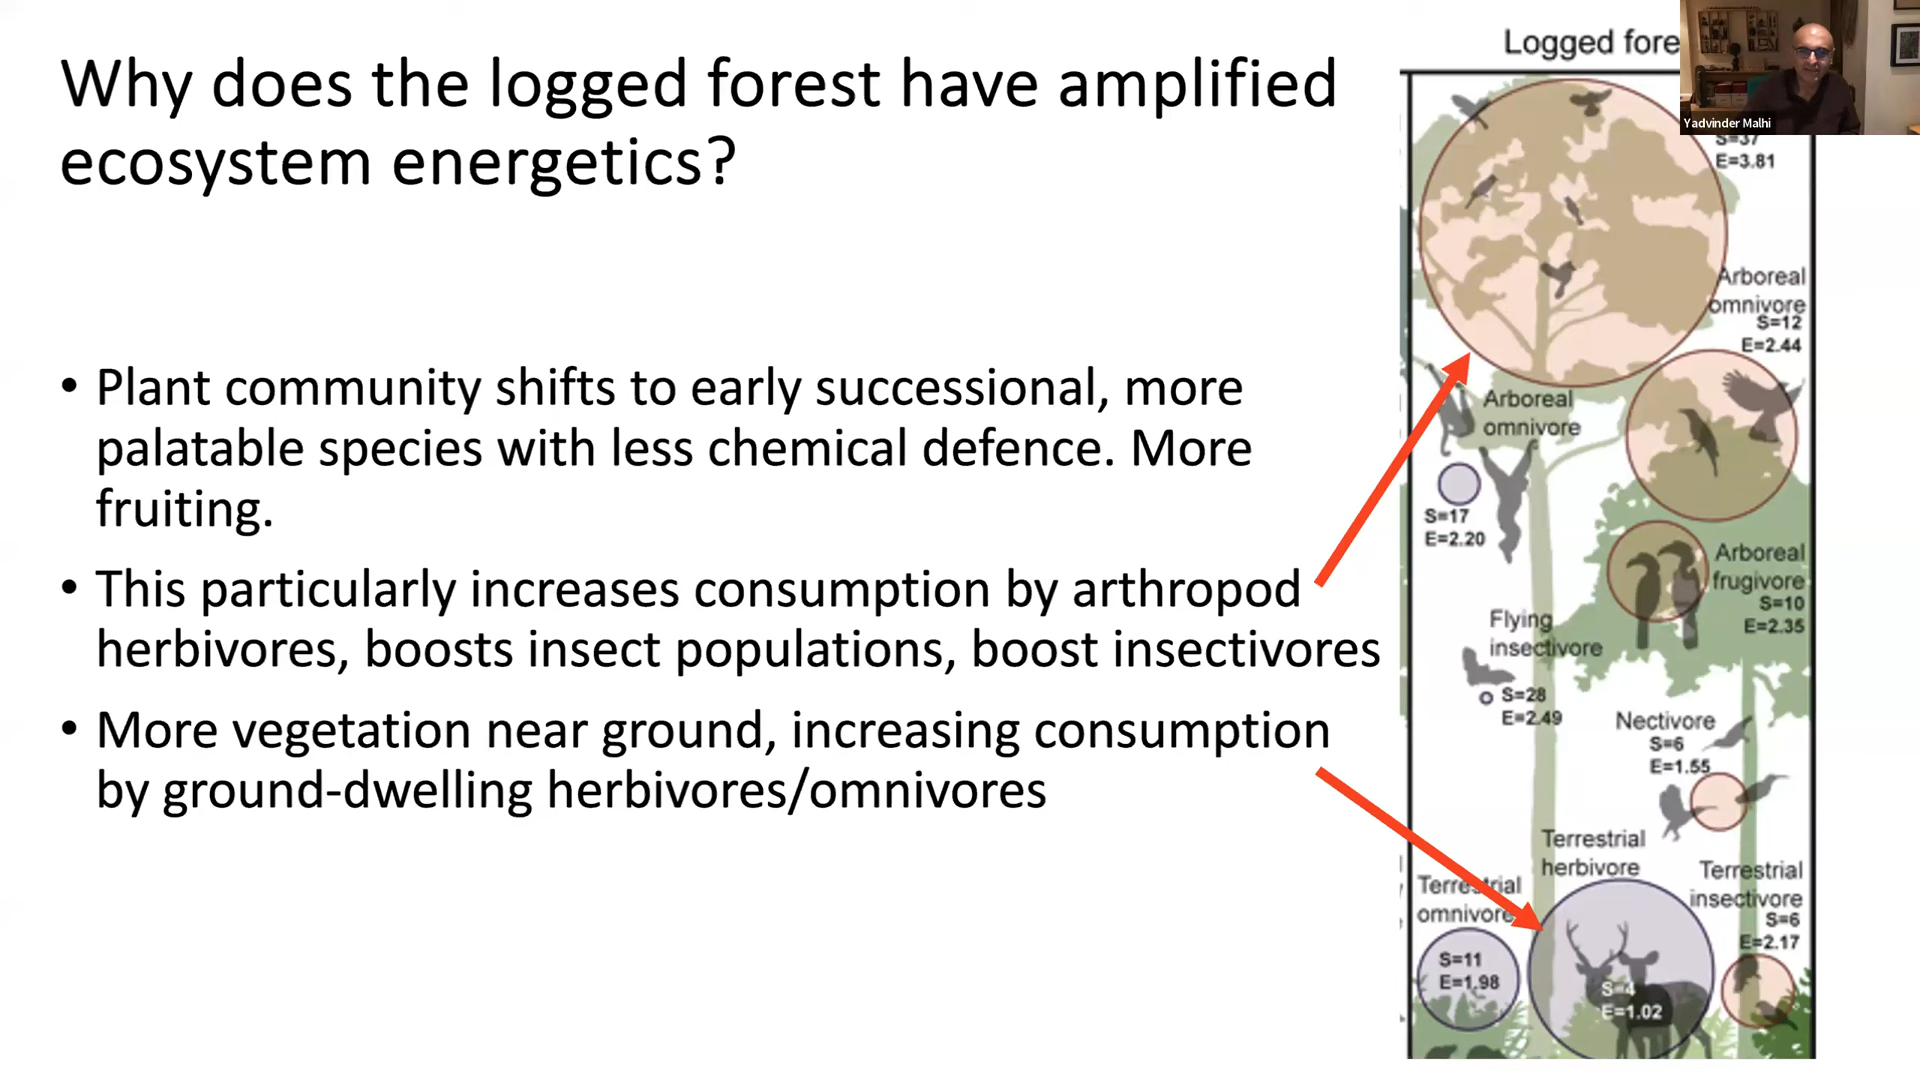 Why does the logged forest have amplified
ecosystem energetics?
• Plant community shifts to early successional, more
palatable species with less chemical defence. More
fruiting.
• This particularly increases consumption by arthropod
herbivores, boosts insect populations, boost insectivores
• More vegetation near ground, increasing consumption
by ground-dwelling herbivores/omnivores
Logged fore
Yadvinder Malhi
S=37
E=3.81
Arboreal
omnivore
S=12
E=2.44
Arboreal
omnivore
S=17
E=2.20
Arboreal
frugivore
S=10
E=2.35
Flying
insectivore
S=28
E=2.49
Nectivore
S=6
E=1.55
Terrestrial
herbivore
S=4
E=1.02
Terrestrial
omnivore
S=11
E=1.98
Terrestrial
insectivore
S=6
E=2.17